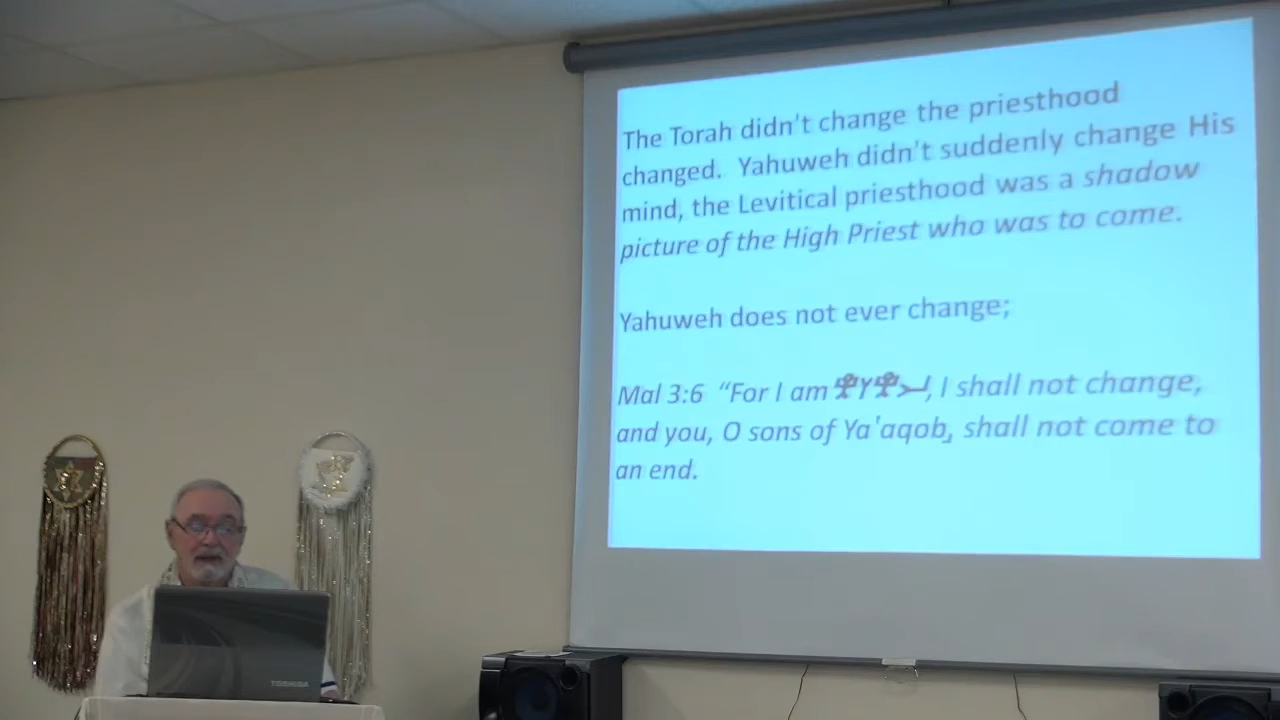 The Torah didn't change the priesthood
changed. Yahuweh didn't suddenly change His
mind, the Levitical priesthood was a shadow
picture of the High Priest who was to come.
Yahuweh does not ever change;
Mal 3:6 “For I am 𐤉𐤄𐤅𐤄, I shall not change,
and you, O sons of Ya'aqob, shall not come to
an end.
TOSHIBA